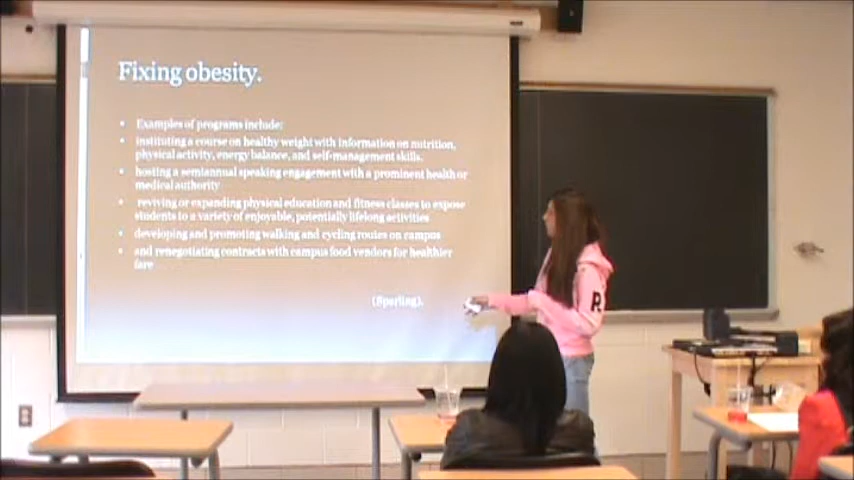 Fixing obesity.
• Examples of programs include:
• instituting a course on healthy weight with information on nutrition,
physical activity, energy balance, and self-management skills.
• hosting a semiannual speaking engagement with a prominent health or
medical authority
• reviving or expanding physical education and fitness classes to expose
students to a variety of enjoyable, potentially lifelong activities
• developing and promoting walking and cycling routes on campus
• and renegotiating contracts with campus food vendors for healthier
fare
(Sperling).
R